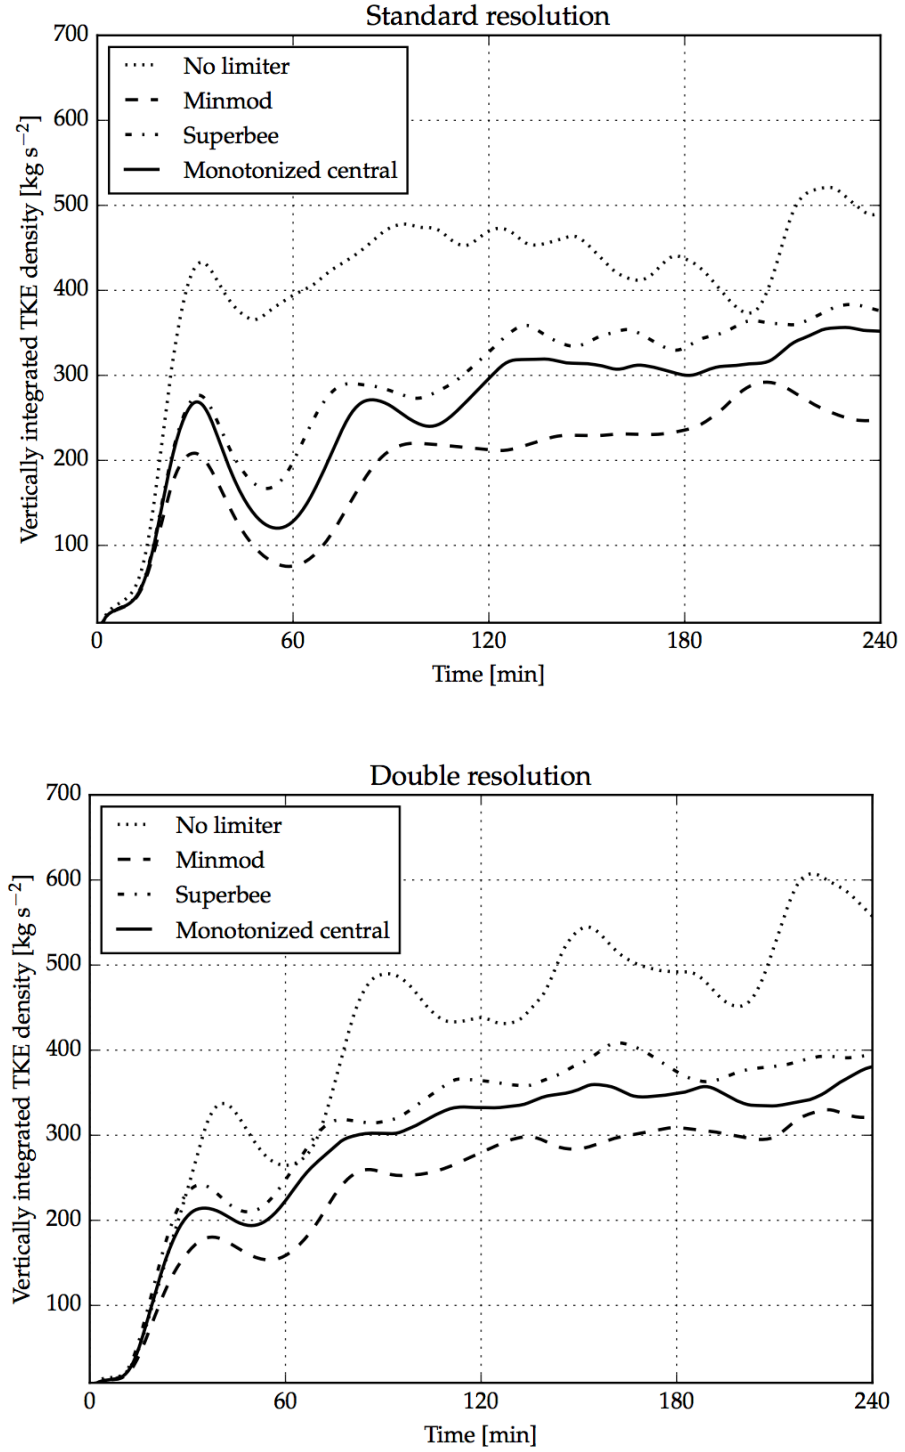 Standard resolution
700
600
500
400
300
200
100
No limiter
Minmod
Superbee
Monotonized central
Vertically integrated TKE density [kg s−2]
0 60 120 180 240
Time [min]
Double resolution
700
600
500
400
300
200
100
No limiter
Minmod
Superbee
Monotonized central
Vertically integrated TKE density [kg s−2]
0 60 120 180 240
Time [min]